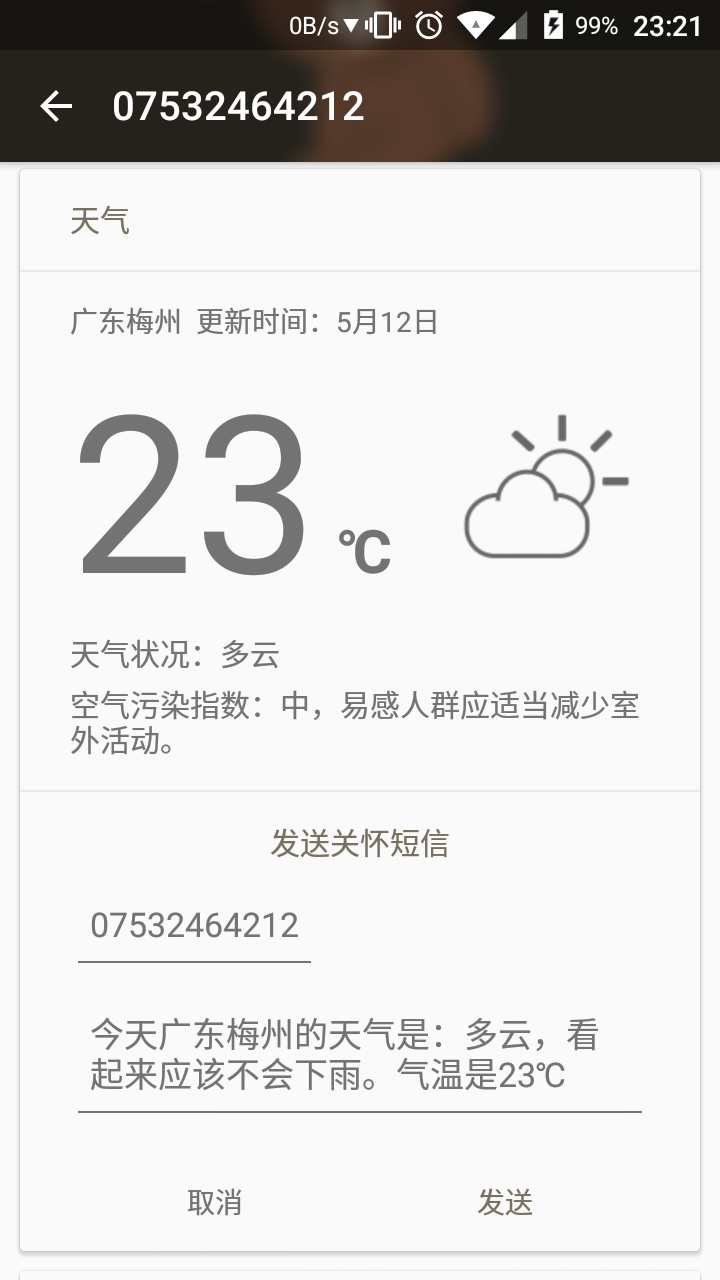 0B/s 99% 23:21
07532464212
天气
广东梅州 更新时间：5月12日
23 ℃
天气状况：多云
空气污染指数：中，易感人群应适当减少室
外活动。
发送关怀短信
07532464212
今天广东梅州的天气是：多云，看
起来应该不会下雨。气温是23℃
取消 发送